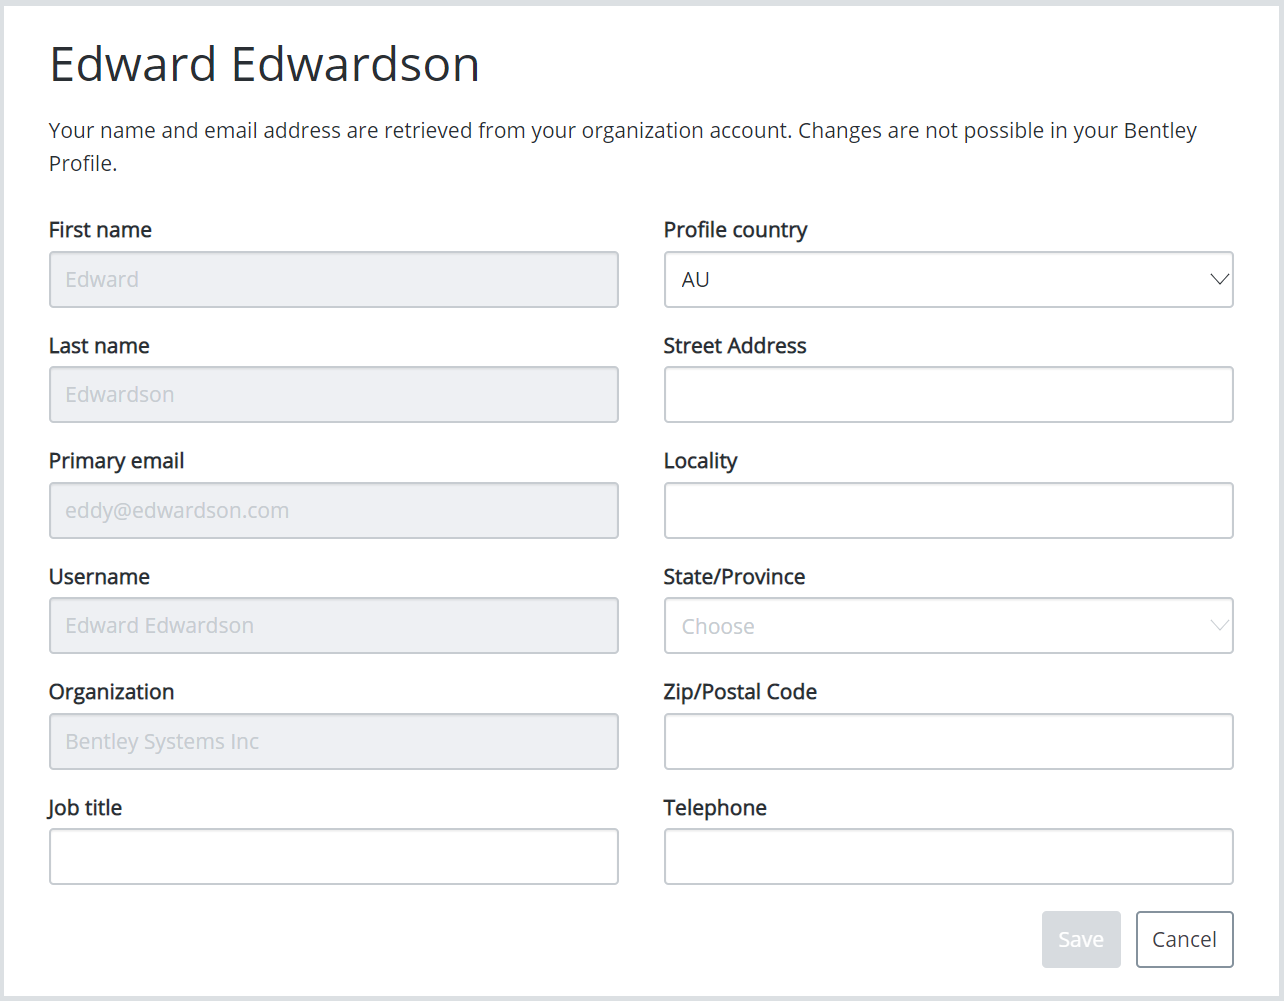 Edward Edwardson
Your name and email address are retrieved from your organization account. Changes are not possible in your Bentley
Profile.
First name
Edward
Last name
Edwardson
Primary email
eddy@edwardson.com
Username
Edward Edwardson
Organization
Bentley Systems Inc
Job title
Profile country
AU
Street Address
Locality
State/Province
Choose
Zip/Postal Code
Telephone
Save
Cancel